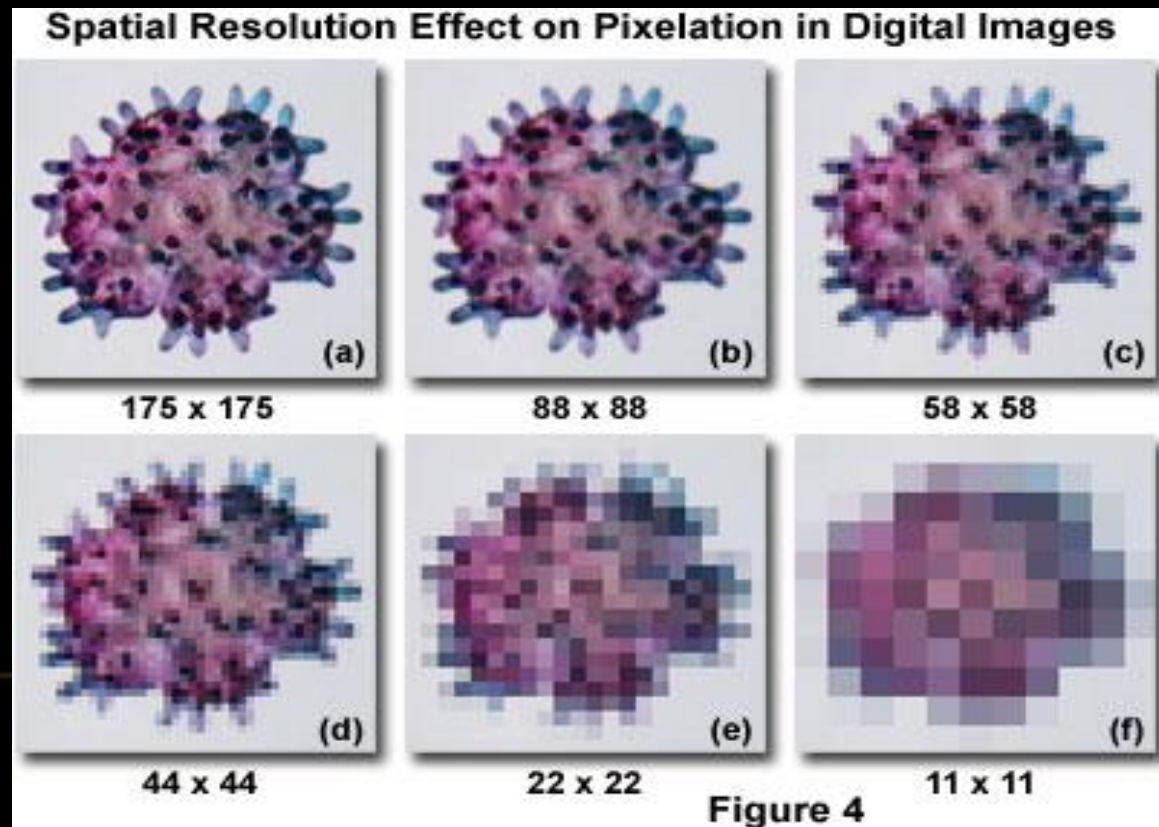 Spatial Resolution Effect on Pixelation in Digital Images
(a) (b) (c)
175 x 175 88 x 88 58 x 58
(d) (e) (f)
44 x 44 22 x 22 11 x 11
Figure 4